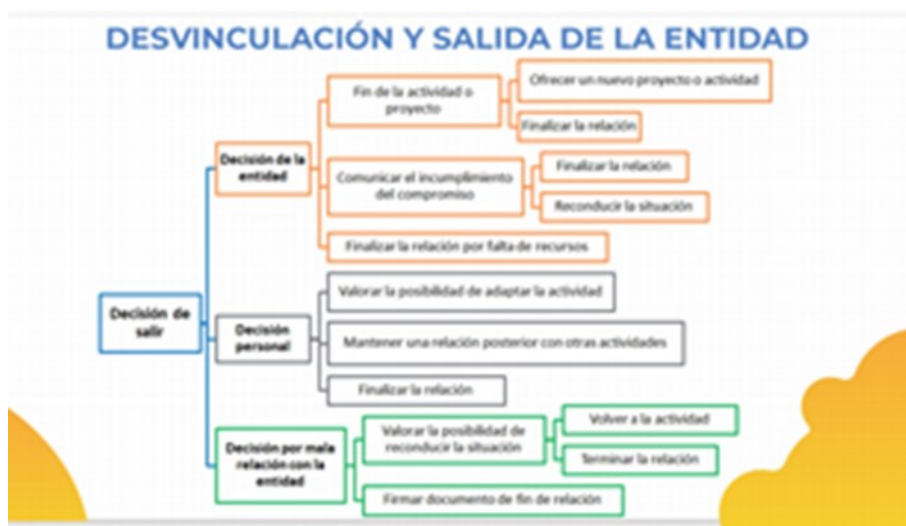 DESVINCULACIÓN Y SALIDA DE LA ENTIDAD
Decisión de
salir
Decisión de la
entidad
Fin de la actividad o
proyecto
Ofrecer un nuevo proyecto o actividad
Finalizar la relación
Comunicar el incumplimiento
del compromiso
Finalizar la relación
Reconducir la situación
Finalizar la relación por falta de recursos
Decisión
personal
Valorar la posibilidad de adaptar la actividad
Mantener una relación posterior con otras actividades
Finalizar la relación
Decisión por mala
relación con la
entidad
Valorar la posibilidad de
reconducir la situación
Volver a la actividad
Terminar la relación
Firmar documento de fin de relación